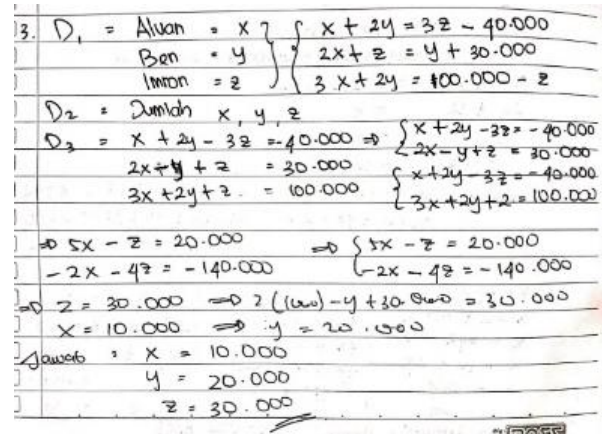 3. D₁ = Alvan = x } { x + 2y = 3z - 40.000
Ben = y 2x + z = y + 30.000
Imron = z 3x + 2y = 100.000 - z
D₂ = Jumlah x, y, z
D₃ = x + 2y - 3z = -40.000 ⇒ { x + 2y - 3z = -40.000
2x - y + z = 30.000 2x - y + z = 30.000
3x + 2y + z = 100.000 { x + 2y - 3z = -40.000
3x + 2y + z = 100.000
⇒ 5x - z = 20.000 ⇒ { 5x - z = 20.000
-2x - 4z = -140.000 -2x - 4z = -140.000
⇒ z = 30.000 ⇒ 2 - y + 30.000 = 30.000
x = 10.000 ⇒ y = 20.000
Jawab : x = 10.000
y = 20.000
z = 30.000